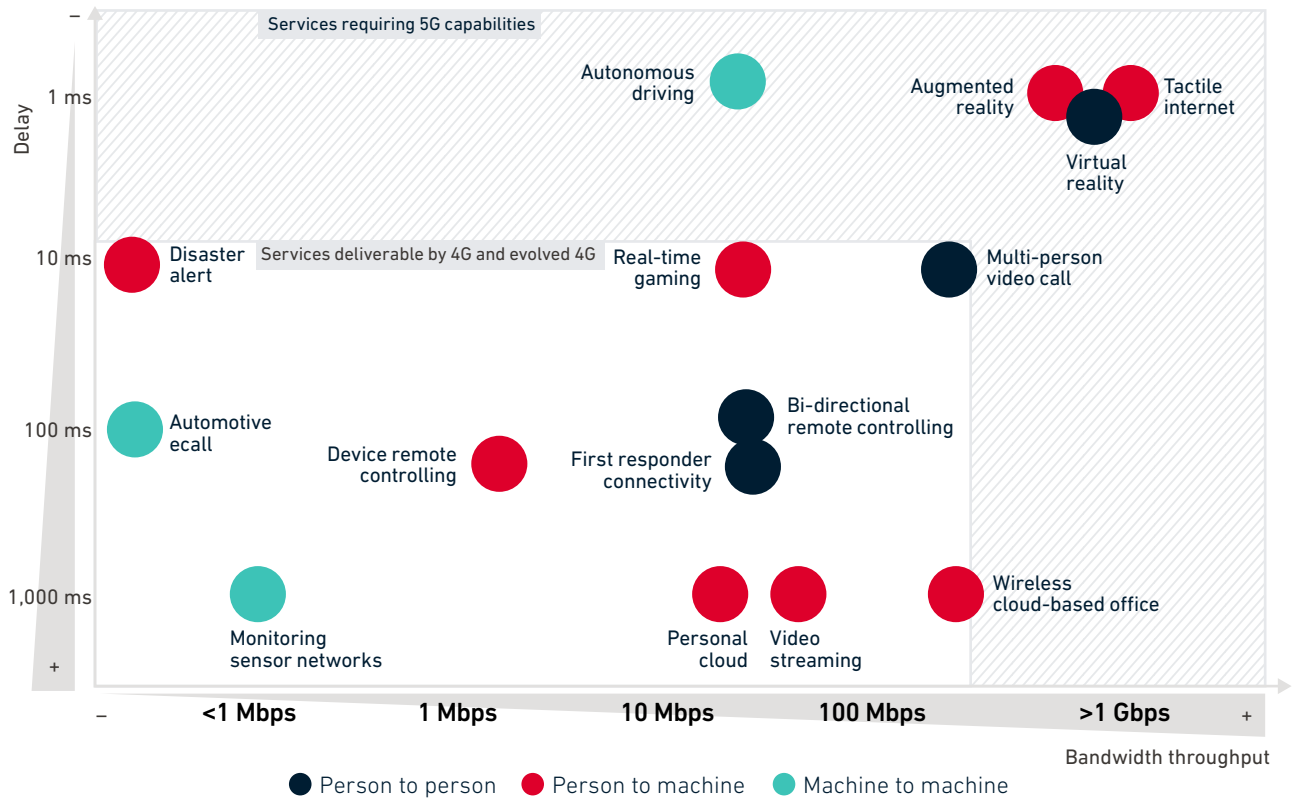 –
Services requiring 5G capabilities
Autonomous
driving
Augmented
reality
Tactile
internet
Virtual
reality
1 ms
Delay
10 ms
Disaster
alert
Services deliverable by 4G and evolved 4G
Real-time
gaming
Multi-person
video call
100 ms
Automotive
ecall
Device remote
controlling
Bi-directional
remote controlling
First responder
connectivity
1,000 ms
Monitoring
sensor networks
Personal
cloud
Video
streaming
Wireless
cloud-based office
+
–
<1 Mbps
1 Mbps
10 Mbps
100 Mbps
>1 Gbps
+
Bandwidth throughput
Person to person
Person to machine
Machine to machine